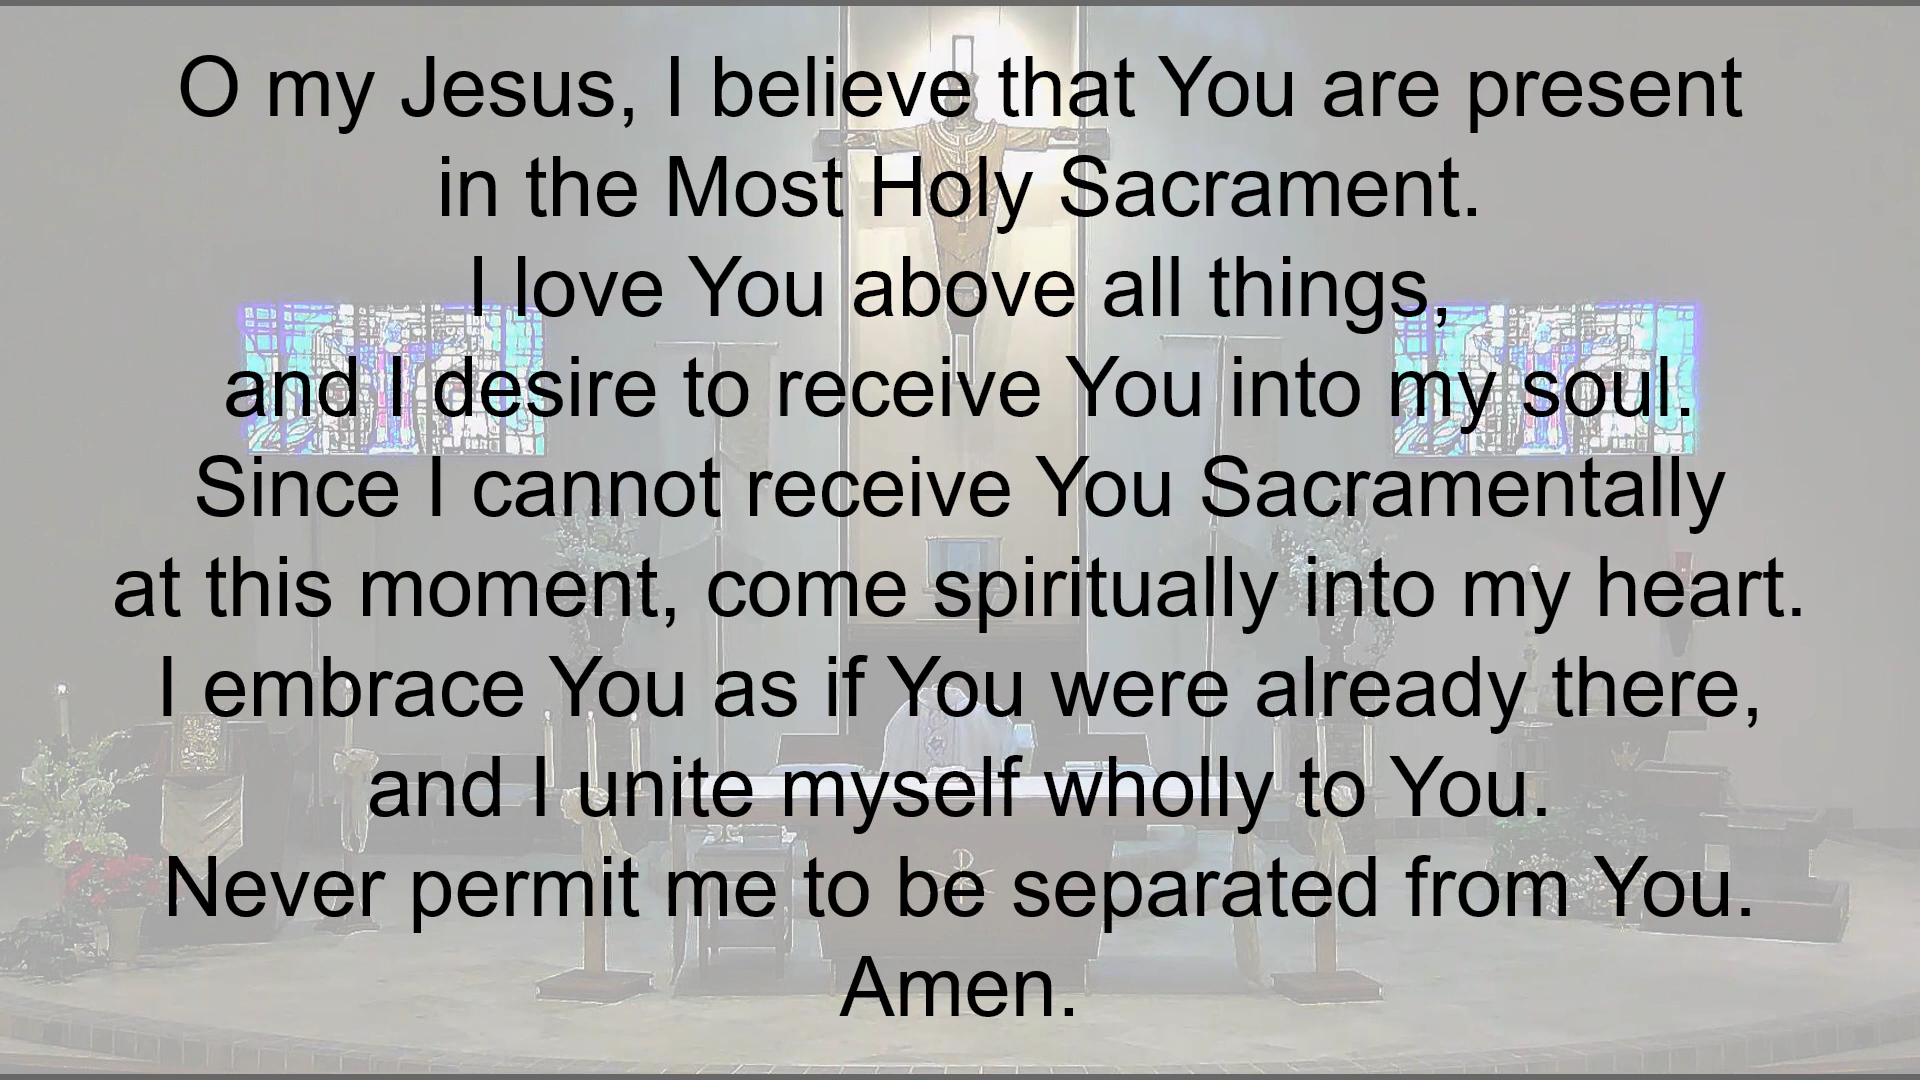 O my Jesus, I believe that You are present
in the Most Holy Sacrament.
I love You above all things,
and I desire to receive You into my soul.
Since I cannot receive You Sacramentally
at this moment, come spiritually into my heart.
I embrace You as if You were already there,
and I unite myself wholly to You.
Never permit me to be separated from You.
Amen.